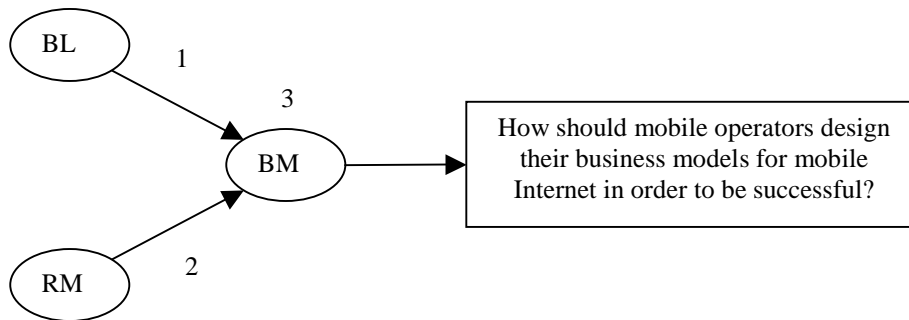 BL
1
3
BM
How should mobile operators design
their business models for mobile
Internet in order to be successful?
2
RM